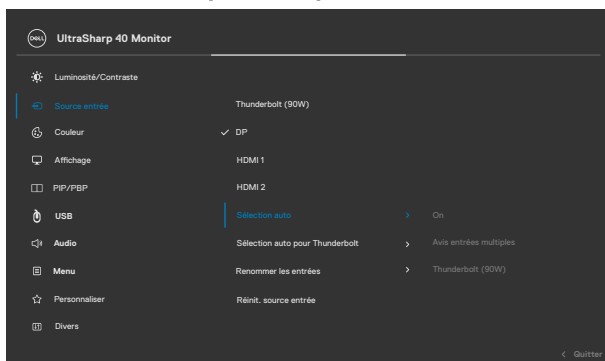 DELL UltraSharp 40 Monitor
Luminosité/Contraste
Source entrée Thunderbolt (90W)
Couleur ✓ DP
Affichage HDMI 1
PIP/PBP HDMI 2
USB Sélection auto > On
Audio Sélection auto pour Thunderbolt > Avis entrées multiples
Menu Renommer les entrées > Thunderbolt (90W)
Personnaliser Réinit. source entrée
Divers
< Quitter